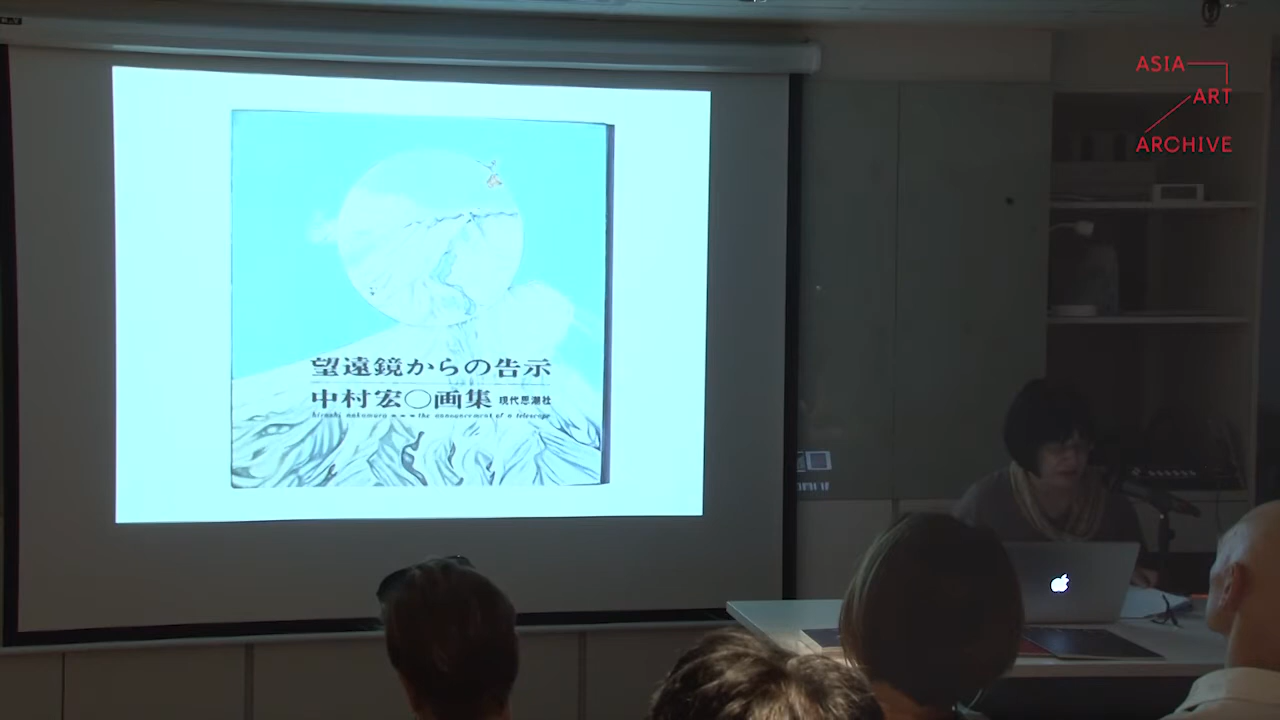 望遠鏡からの告示
中村宏〇画集 現代思潮社
hiroshi nakamura - - - the announcement of a telescope
ASIA
ART
ARCHIVE